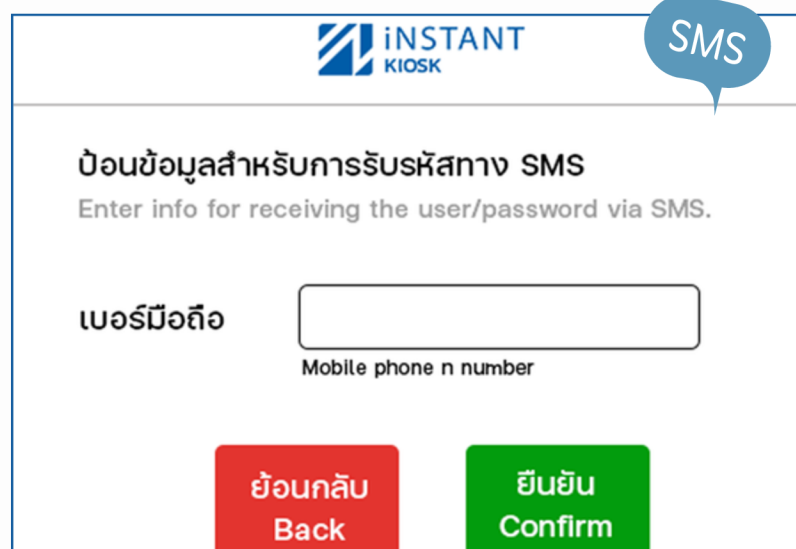 iNSTANT
KIOSK
SMS
ป้อนข้อมูลสำหรับการรับรหัสทาง SMS
Enter info for receiving the user/password via SMS.
เบอร์มือถือ
Mobile phone n number
ย้อนกลับ
Back
ยืนยัน
Confirm